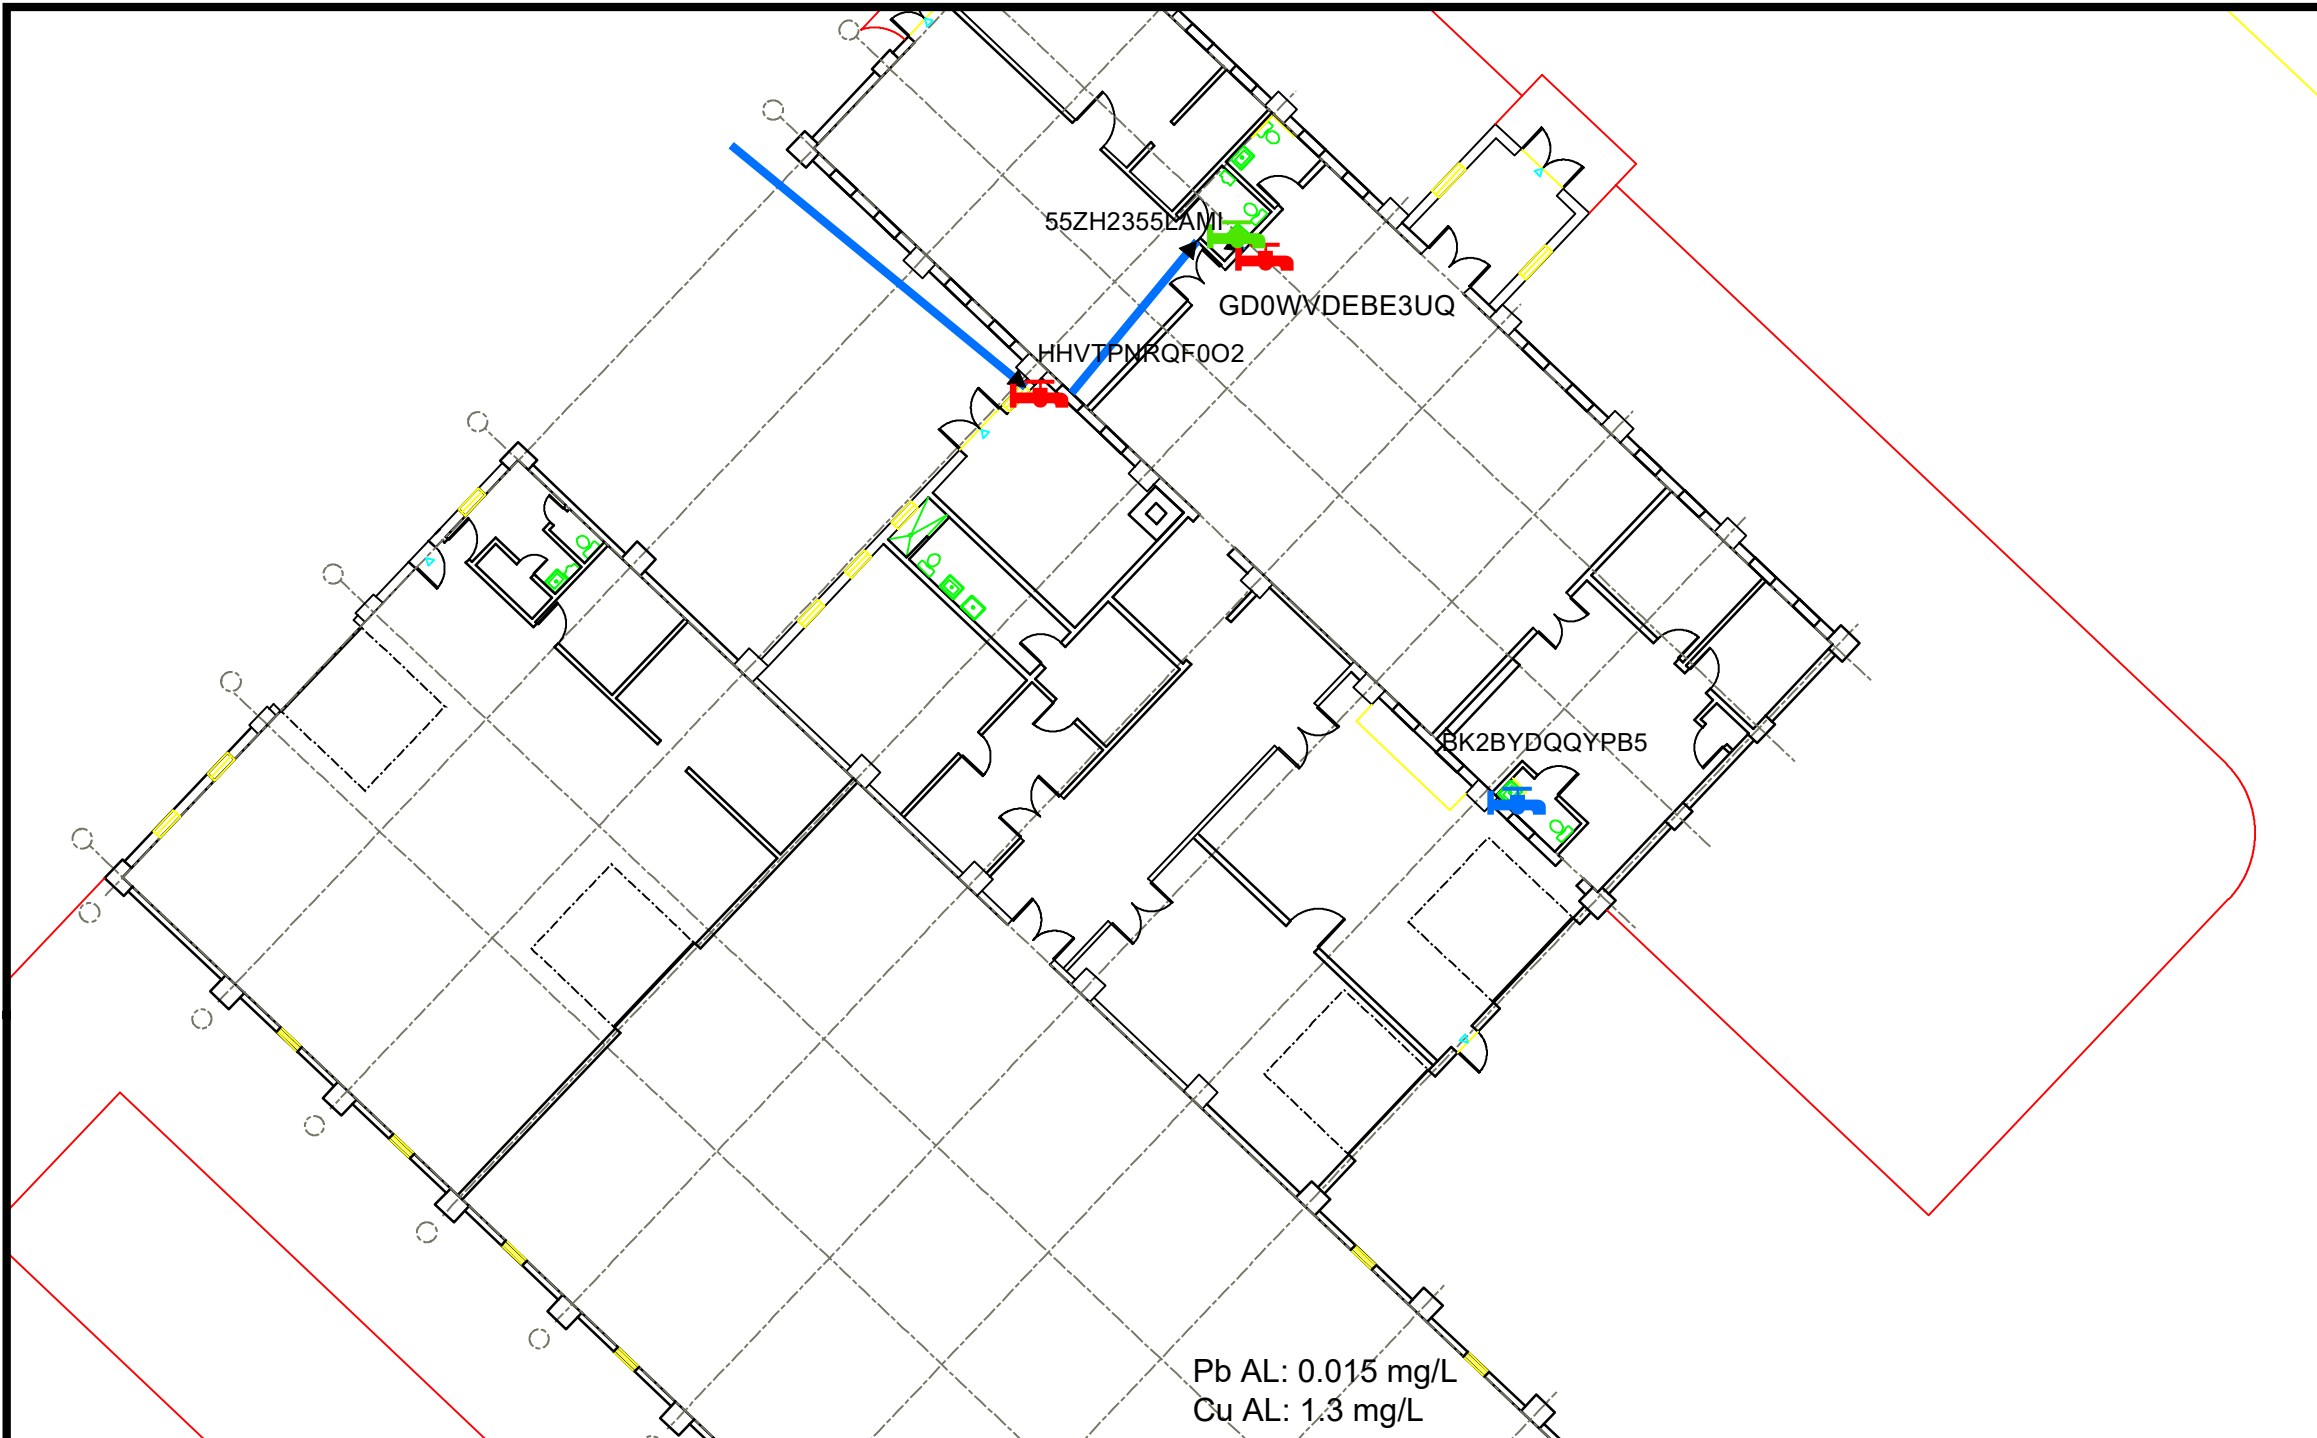 55ZH2355LAMI
GD0WVDEBE3UQ
HHVTPNRQF0O2
BK2BYDQQYPB5
Pb AL: 0.015 mg/L
Cu AL: 1.3 mg/L